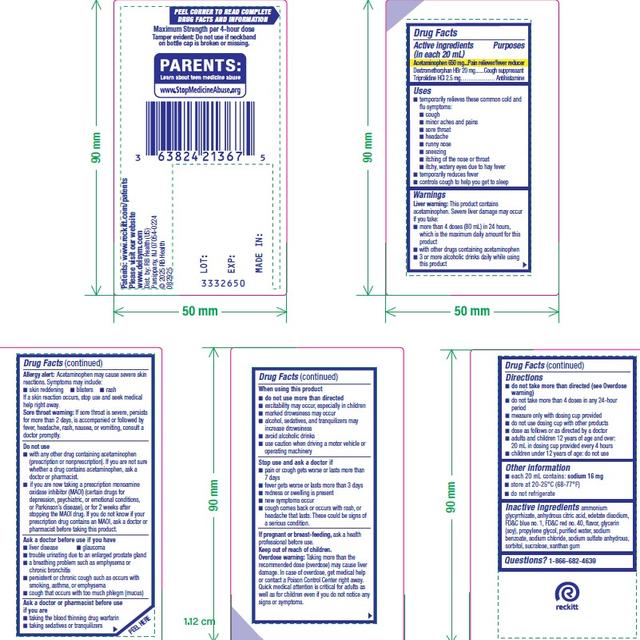 PEEL CORNER TO READ COMPLETE
DRUG FACTS AND INFORMATION
Maximum Strength per 4-hour dose
Tamper evident: Do not use if neckband
on bottle cap is broken or missing.
PARENTS:
Learn about teen medicine abuse
www.StopMedicineAbuse.org
3 63824 21367 5
Patents: www.reckitt.com/patents
Please visit our website
www.delsym.com
Dist. by: RB Health (US)
Parsippany, NJ 07054-0224
© 2025 RB Health
LOT:
3332650
EXP:
MADE IN:
90 mm
50 mm
Drug Facts
Active ingredients Purposes
(in each 20 mL)
Acetaminophen 650 mg...Pain reliever/fever reducer
Dextromethorphan HBr 20 mg.....Cough suppressant
Triprolidine HCl 2.5 mg..................Antihistamine
Uses
■ temporarily relieves these common cold and
flu symptoms:
■ cough
■ minor aches and pains
■ sore throat
■ headache
■ runny nose
■ sneezing
■ itching of the nose or throat
■ itchy, watery eyes due to hay fever
■ temporarily reduces fever
■ controls cough to help you get to sleep
Warnings
Liver warning: This product contains
acetaminophen. Severe liver damage may occur
if you take:
■ more than 4 doses (80 mL) in 24 hours,
which is the maximum daily amount for this
product
■ with other drugs containing acetaminophen
■ 3 or more alcoholic drinks daily while using
this product
90 mm
50 mm
Drug Facts (continued)
Allergy alert: Acetaminophen may cause severe skin
reactions. Symptoms may include:
■ skin reddening ■ blisters ■ rash
If a skin reaction occurs, stop use and seek medical
help right away.
Sore throat warning: If sore throat is severe, persists
for more than 2 days, is accompanied or followed by
fever, headache, rash, nausea, or vomiting, consult a
doctor promptly.
Do not use
■ with any other drug containing acetaminophen
(prescription or nonprescription). If you are not sure
whether a drug contains acetaminophen, ask a
doctor or pharmacist.
■ if you are now taking a prescription monoamine
oxidase inhibitor (MAOI) (certain drugs for
depression, psychiatric, or emotional conditions,
or Parkinson's disease), or for 2 weeks after
stopping the MAOI drug. If you do not know if your
prescription drug contains an MAOI, ask a doctor or
pharmacist before taking this product.
Ask a doctor before use if you have
■ liver disease ■ glaucoma
■ trouble urinating due to an enlarged prostate gland
■ a breathing problem such as emphysema or
chronic bronchitis
■ persistent or chronic cough such as occurs with
smoking, asthma, or emphysema
■ cough that occurs with too much phlegm (mucus)
Ask a doctor or pharmacist before use
if you are
■ taking the blood thinning drug warfarin
■ taking sedatives or tranquilizers
PEEL HERE
90 mm
1.12 cm
Drug Facts (continued)
When using this product
■ do not use more than directed
■ excitability may occur, especially in children
■ marked drowsiness may occur
■ alcohol, sedatives, and tranquilizers may
increase drowsiness
■ avoid alcoholic drinks
■ use caution when driving a motor vehicle or
operating machinery
Stop use and ask a doctor if
■ pain or cough gets worse or lasts more than
7 days
■ fever gets worse or lasts more than 3 days
■ redness or swelling is present
■ new symptoms occur
■ cough comes back or occurs with rash, or
headache that lasts. These could be signs of
a serious condition.
If pregnant or breast-feeding, ask a health
professional before use.
Keep out of reach of children.
Overdose warning: Taking more than the
recommended dose (overdose) may cause liver
damage. In case of overdose, get medical help
or contact a Poison Control Center right away.
Quick medical attention is critical for adults as
well as for children even if you do not notice any
signs or symptoms.
90 mm
Drug Facts (continued)
Directions
■ do not take more than directed (see Overdose
warning)
■ do not take more than 4 doses in any 24-hour
period
■ measure only with dosing cup provided
■ do not use dosing cup with other products
■ dose as follows or as directed by a doctor
■ adults and children 12 years of age and over:
20 mL in dosing cup provided every 4 hours
■ children under 12 years of age: do not use
Other information
■ each 20 mL contains: sodium 16 mg
■ store at 20-25°C (68-77°F)
■ do not refrigerate
Inactive ingredients ammonium
glycyrrhizate, anhydrous citric acid, edetate disodium,
FD&C blue no. 1, FD&C red no. 40, flavor, glycerin
(soy), propylene glycol, purified water, sodium
benzoate, sodium chloride, sodium citrate anhydrous,
sorbitol, sucralose, xanthan gum
Questions? 1-866-682-4639
reckitt